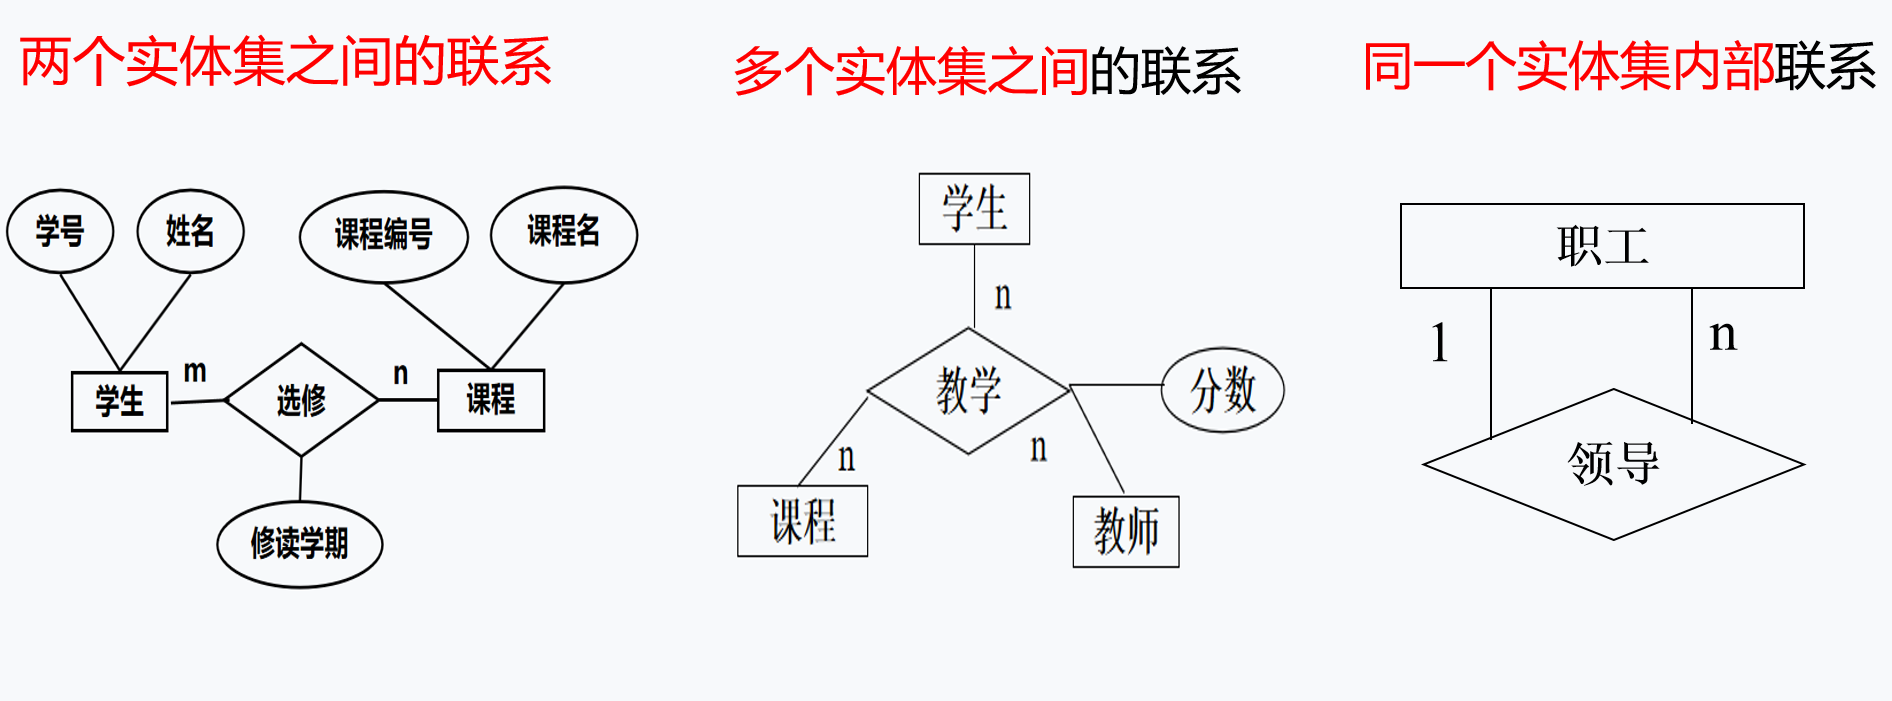 两个实体集之间的联系
多个实体集之间的联系
同一个实体集内部联系
学号
姓名
课程编号
课程名
学生
m
选修
n
课程
修读学期
学生
n
教学
分数
n
n
课程
教师
职工
1
n
领导